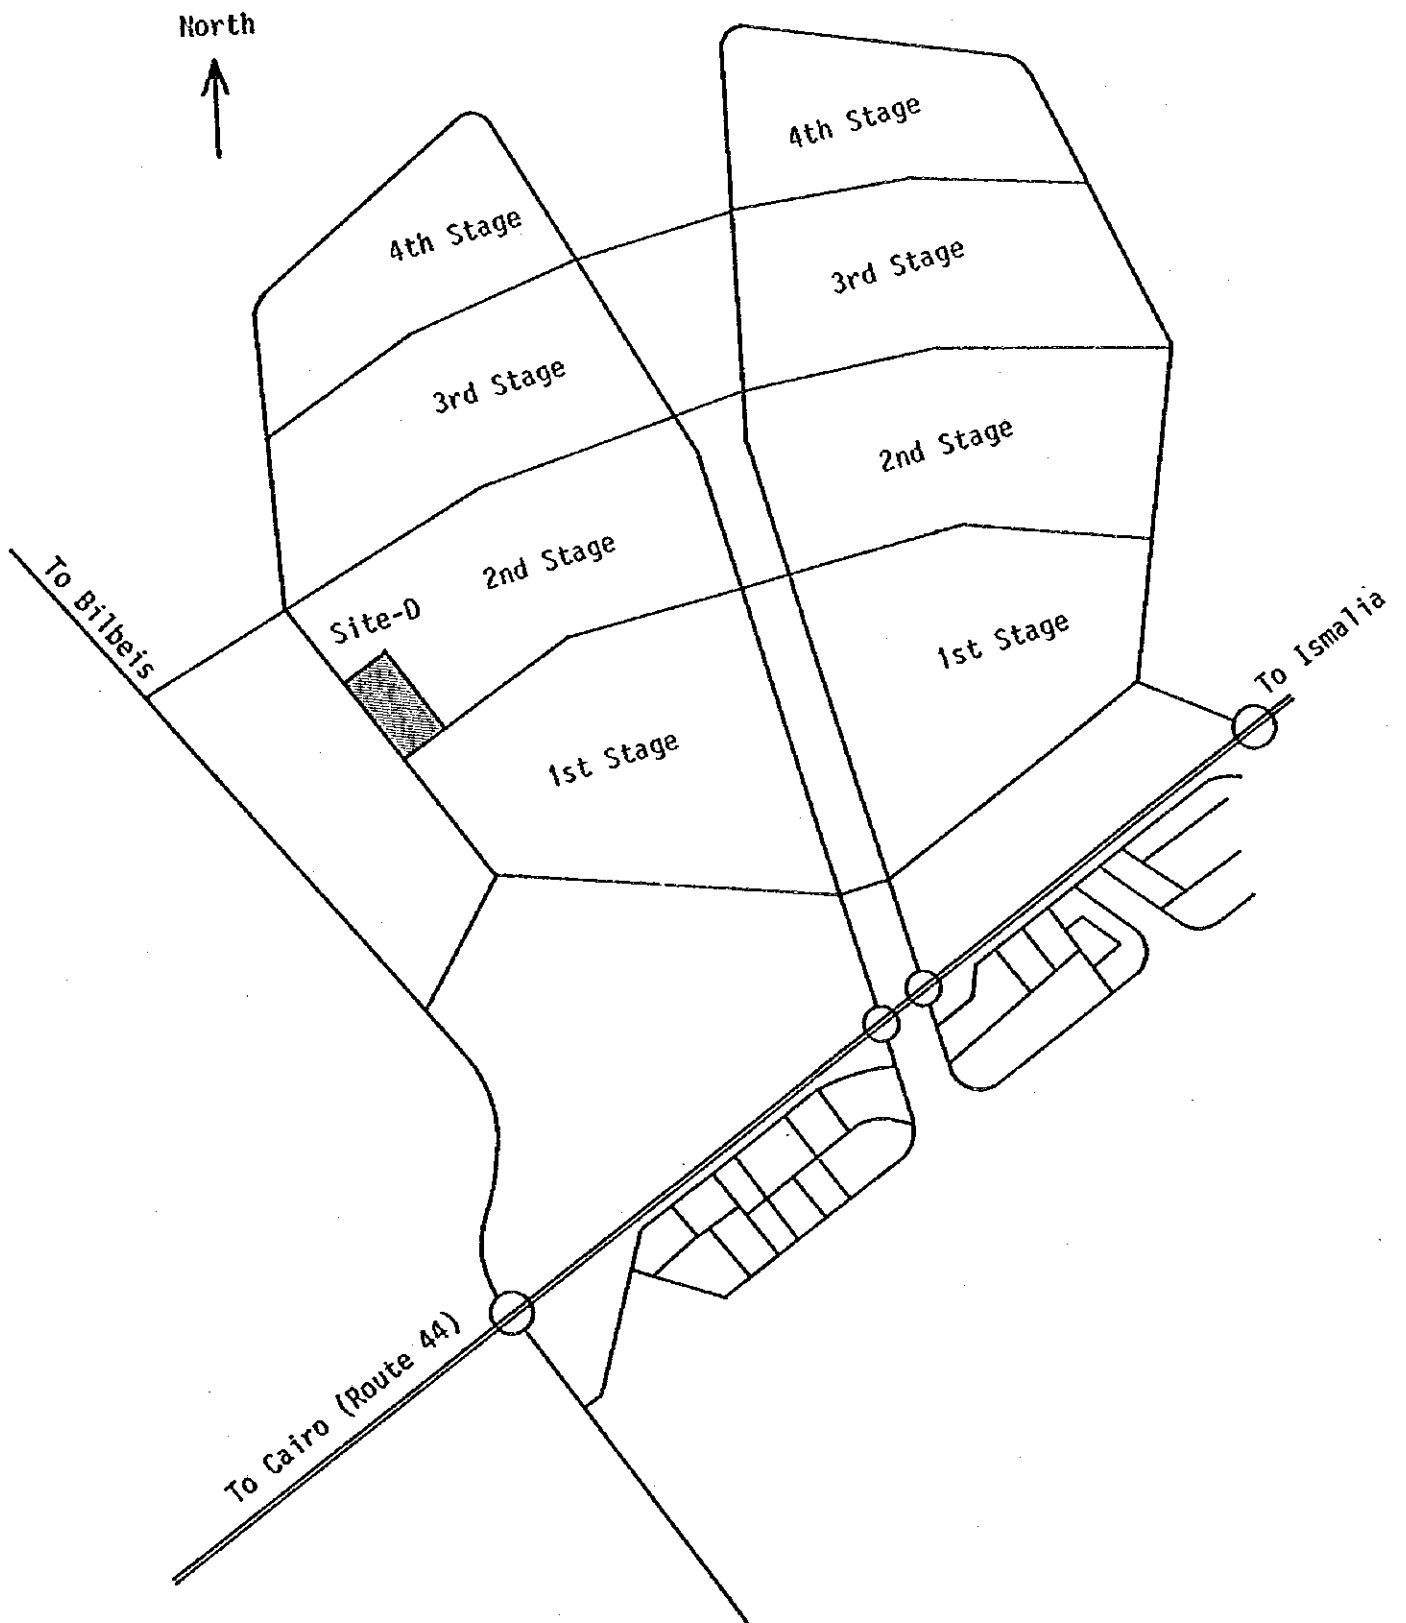 North
4th Stage
4th Stage
3rd Stage
3rd Stage
2nd Stage
2nd Stage
To Bilbeis
Site-D
1st Stage
1st Stage
To Ismalia
To Cairo (Route 44)